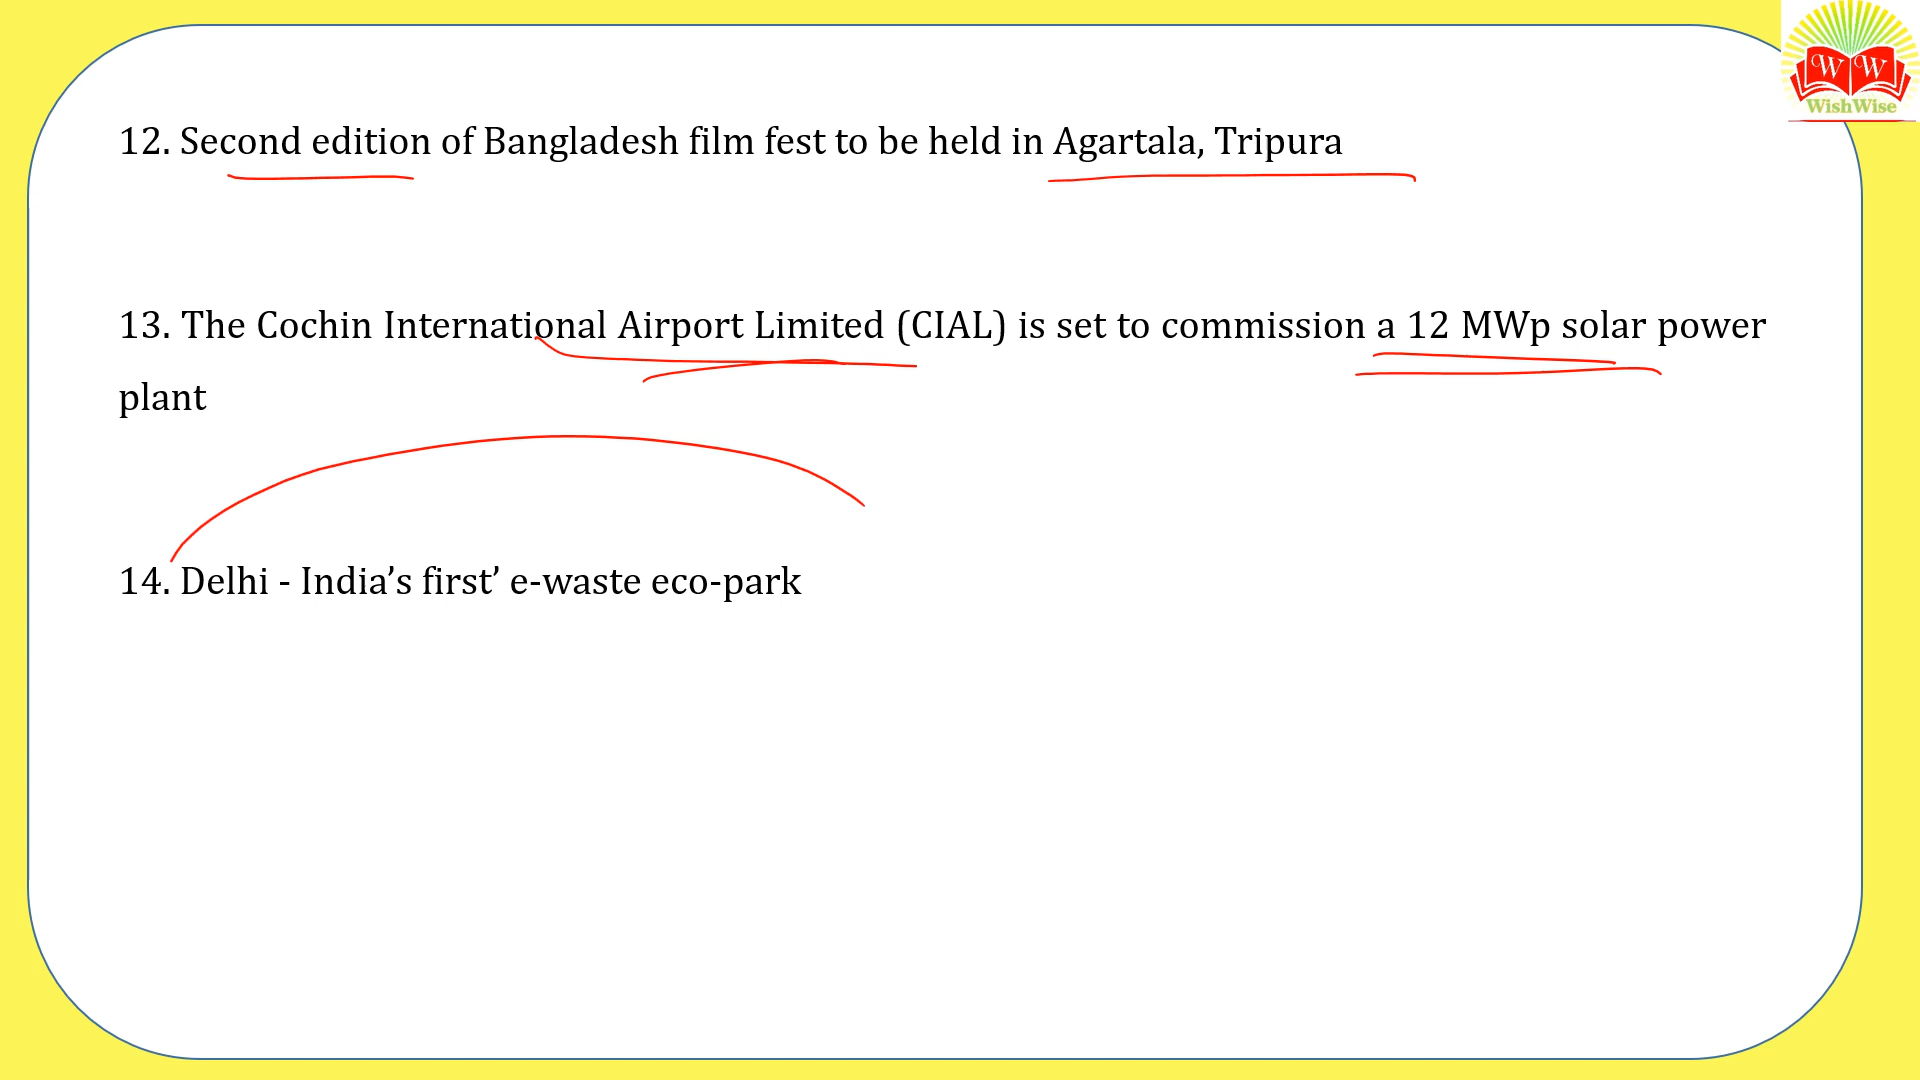 W W
WishWise
12. Second edition of Bangladesh film fest to be held in Agartala, Tripura
13. The Cochin International Airport Limited (CIAL) is set to commission a 12 MWp solar power
plant
14. Delhi - India’s first’ e-waste eco-park